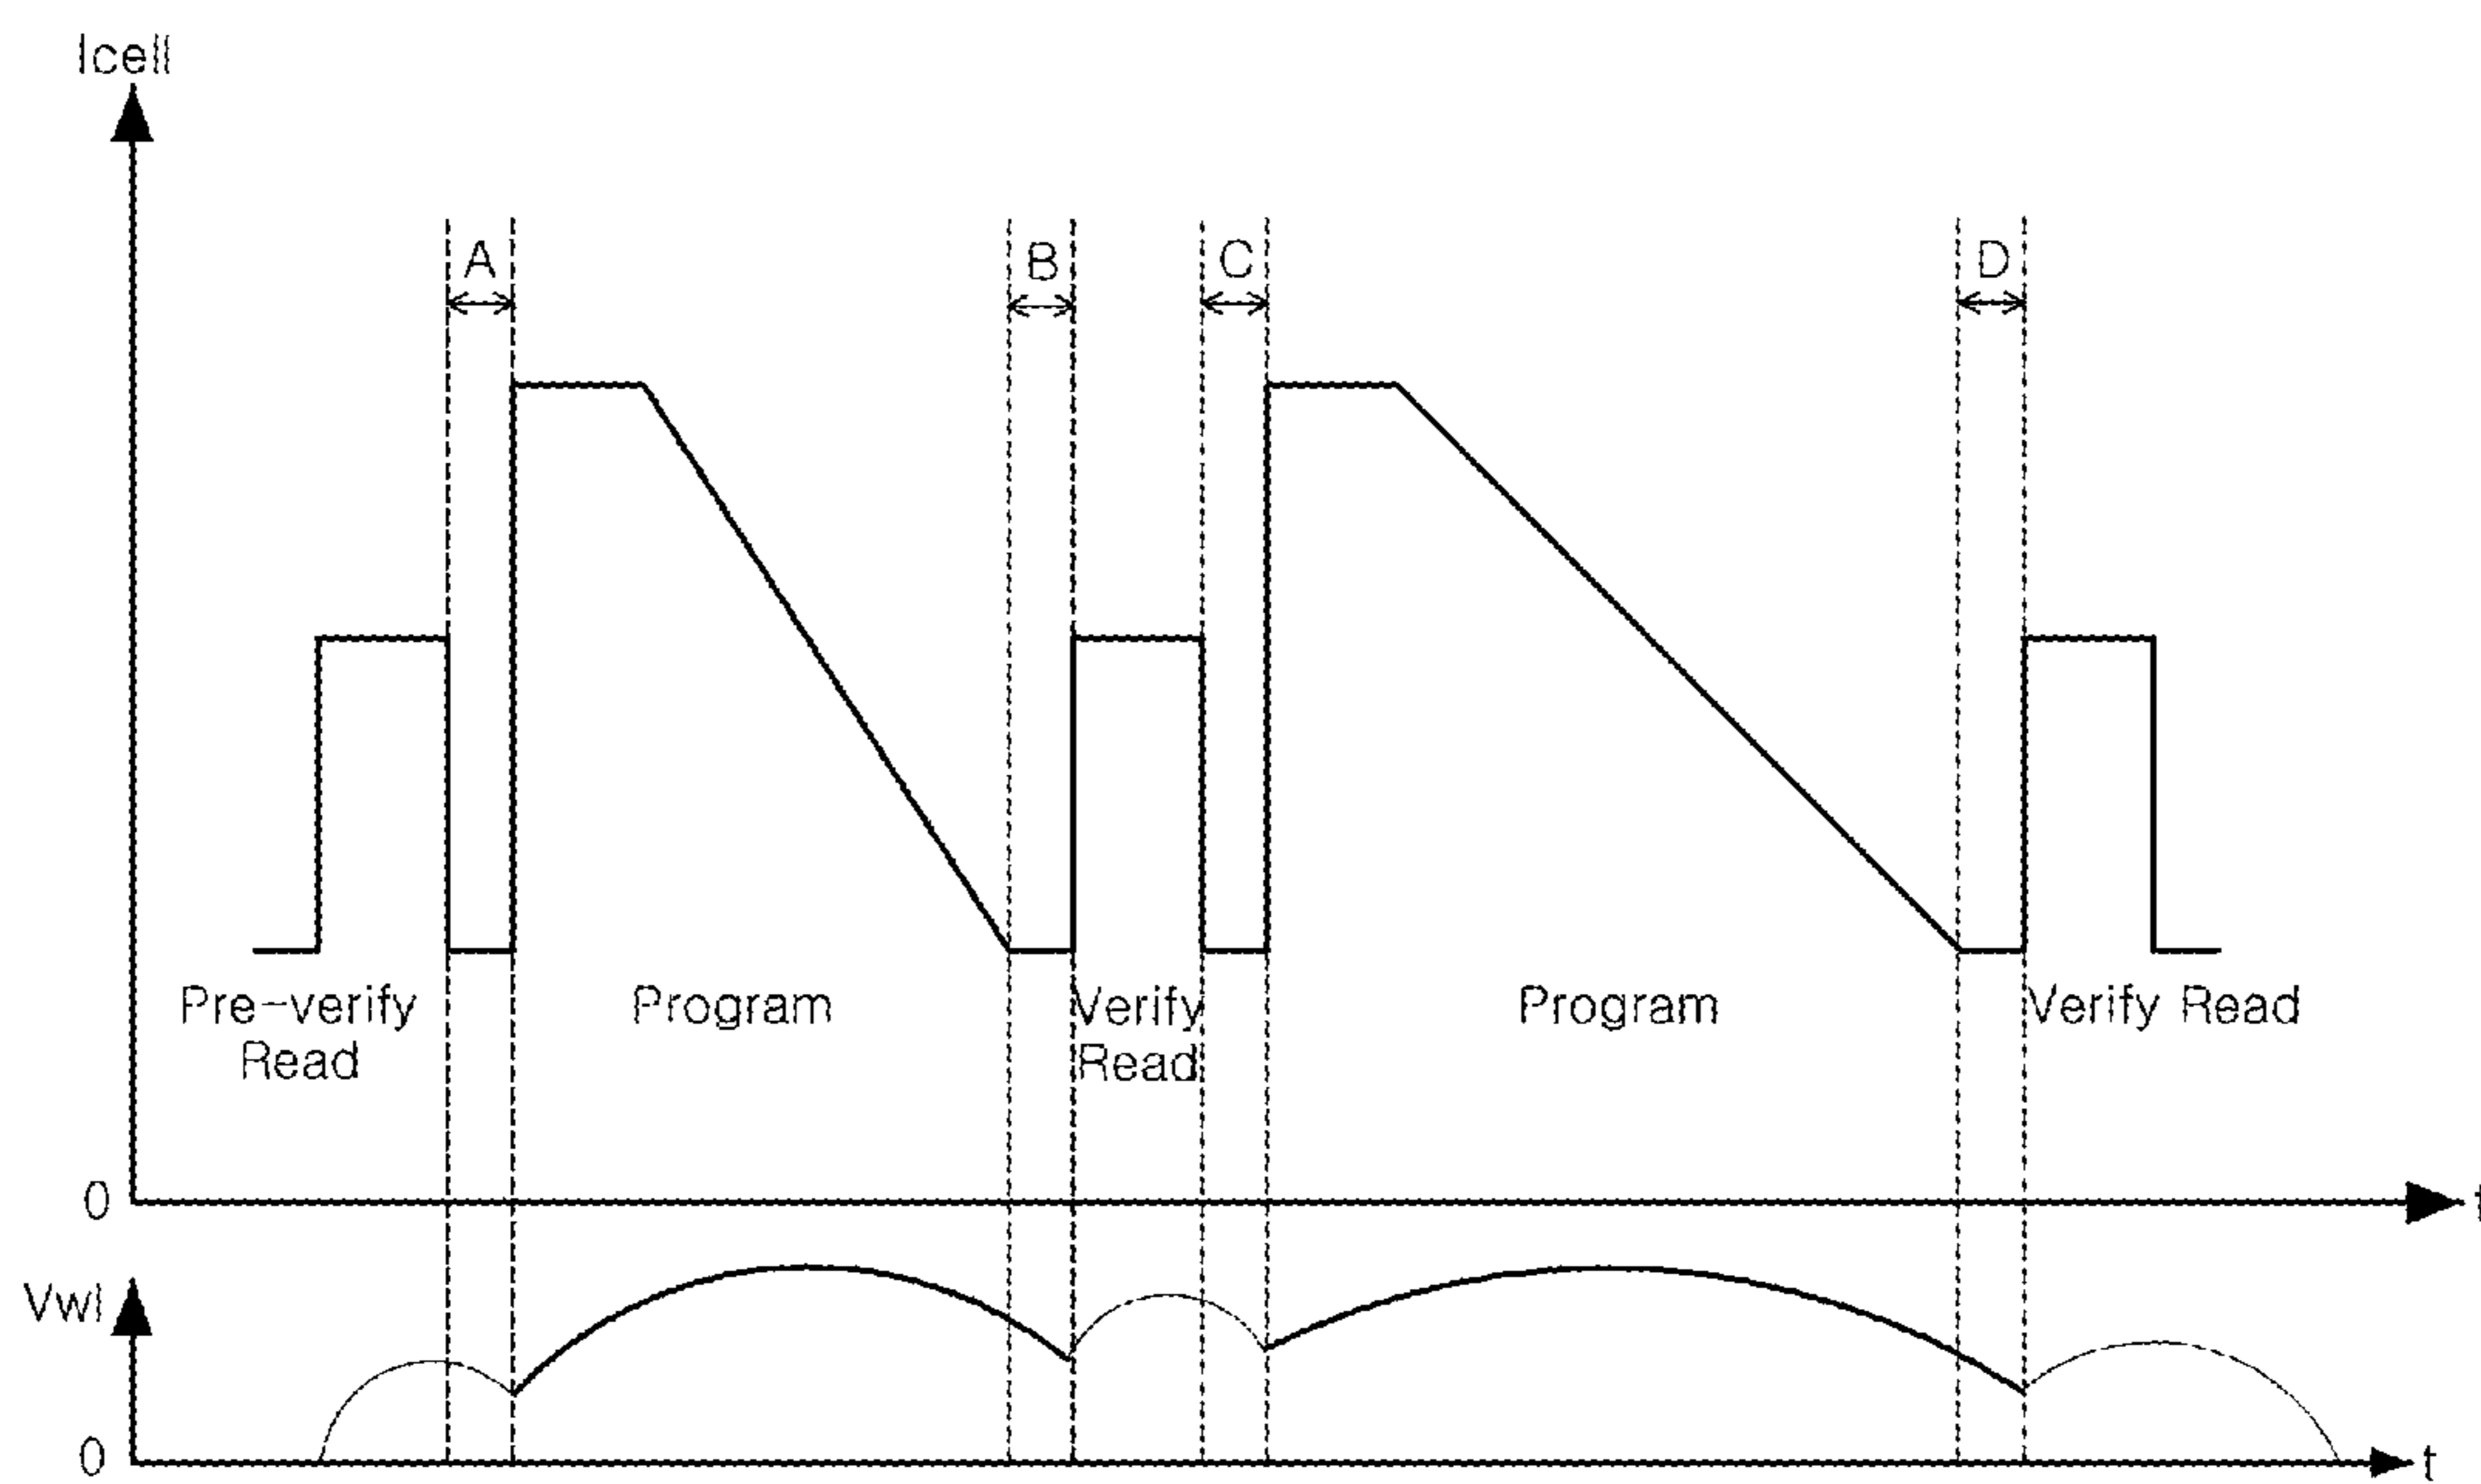 Icell
A
B
C
D
Pre-verify
Read
Program
Verify
Read
Program
Verify Read
0
t
Vwl
0
t